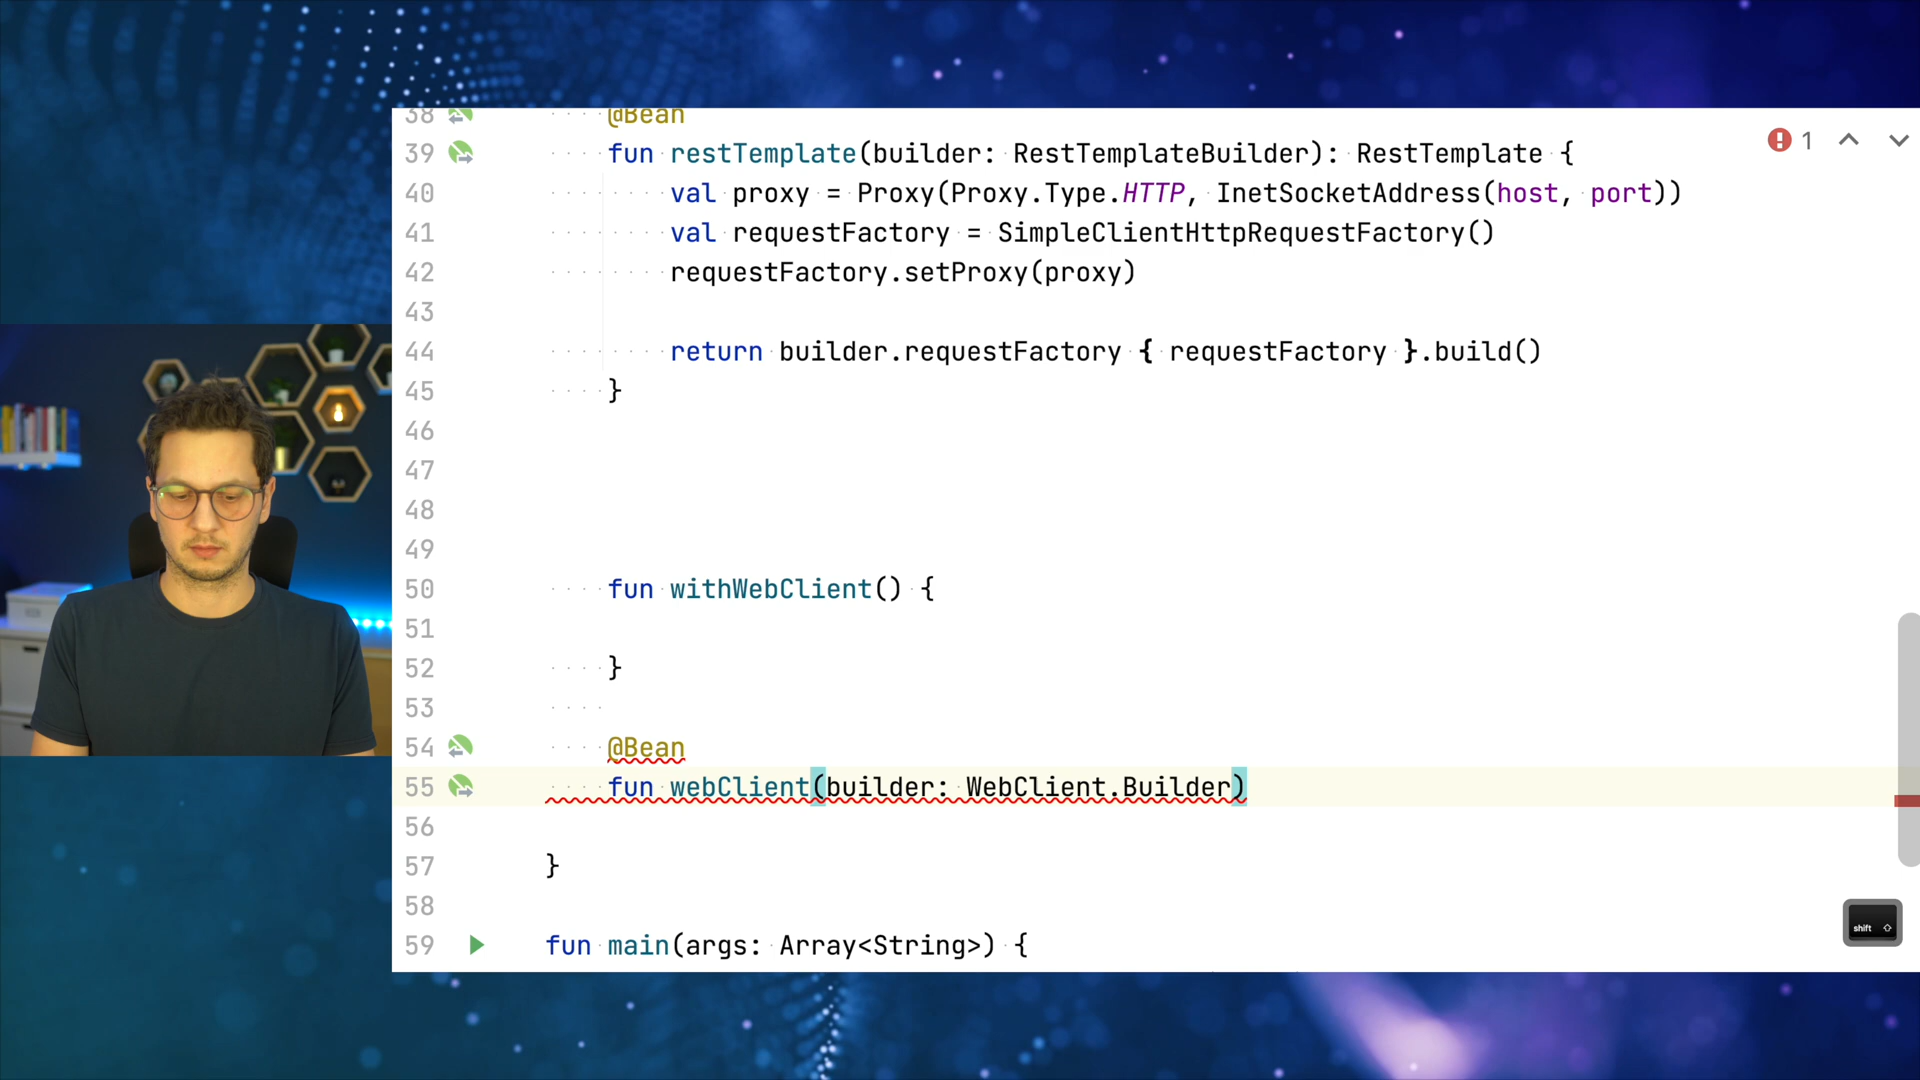 38 @Bean
39 fun restTemplate(builder: RestTemplateBuilder): RestTemplate {
1
40 val proxy = Proxy(Proxy.Type.HTTP, InetSocketAddress(host, port))
41 val requestFactory = SimpleClientHttpRequestFactory()
42 requestFactory.setProxy(proxy)
43
44 return builder.requestFactory { requestFactory }.build()
45 }
46
47
48
49
50 fun withWebClient() {
51
52 }
53
54 @Bean
55 fun webClient(builder: WebClient.Builder)
56
57 }
58
59 fun main(args: Array<String>) {
shift